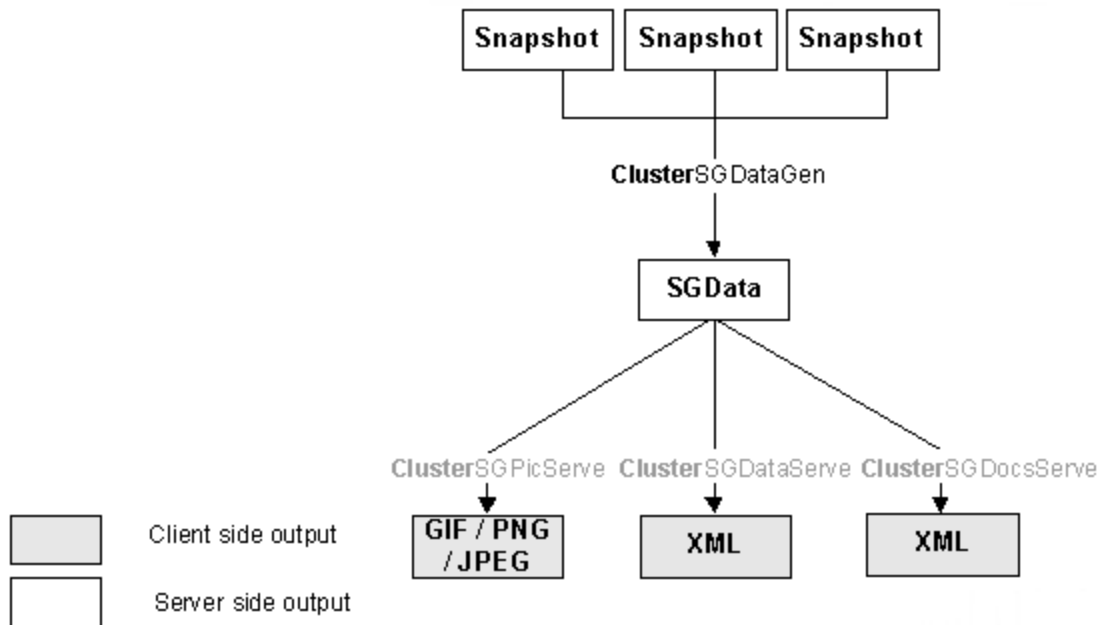 Snapshot Snapshot Snapshot
ClusterSGDataGen
SGData
ClusterSGPicServe ClusterSGDataServe ClusterSGDocsServe
GIF / PNG
/ JPEG
XML
XML
Client side output
Server side output